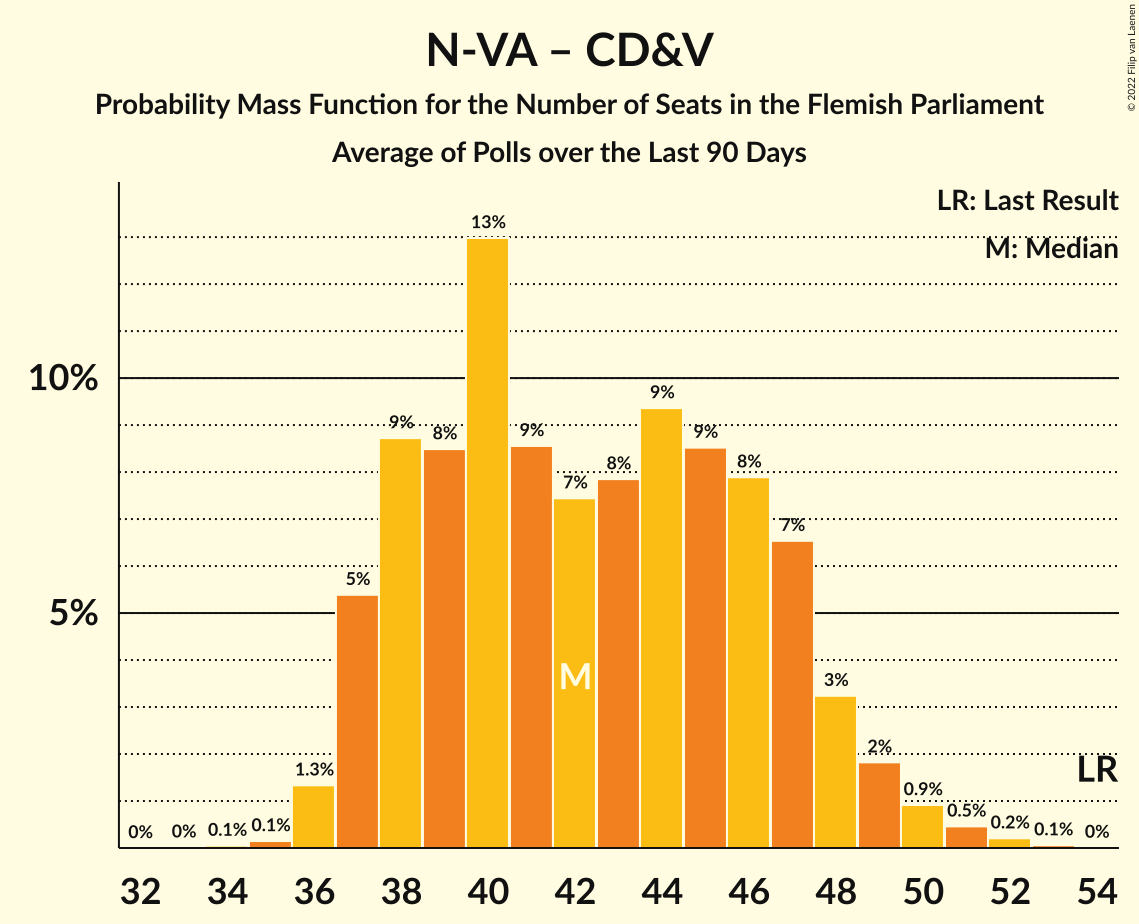 N-VA – CD&V
Probability Mass Function for the Number of Seats in the Flemish Parliament
Average of Polls over the Last 90 Days
© 2022 Filip van Laenen
LR: Last Result
M: Median
10%
5%
0%
0%
0.1%
0.1%
1.3%
5%
9%
8%
13%
9%
7%
8%
9%
9%
8%
7%
3%
2%
0.9%
0.5%
0.2%
0.1%
0%
M
LR
32 34 36 38 40 42 44 46 48 50 52 54